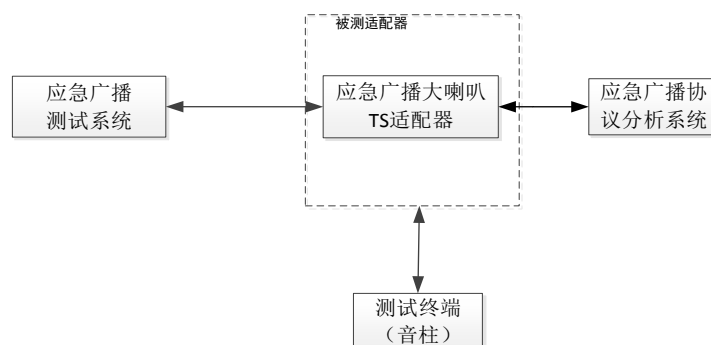 被测适配器
应急广播
测试系统
应急广播大喇叭
TS适配器
应急广播协
议分析系统
测试终端
（音柱）